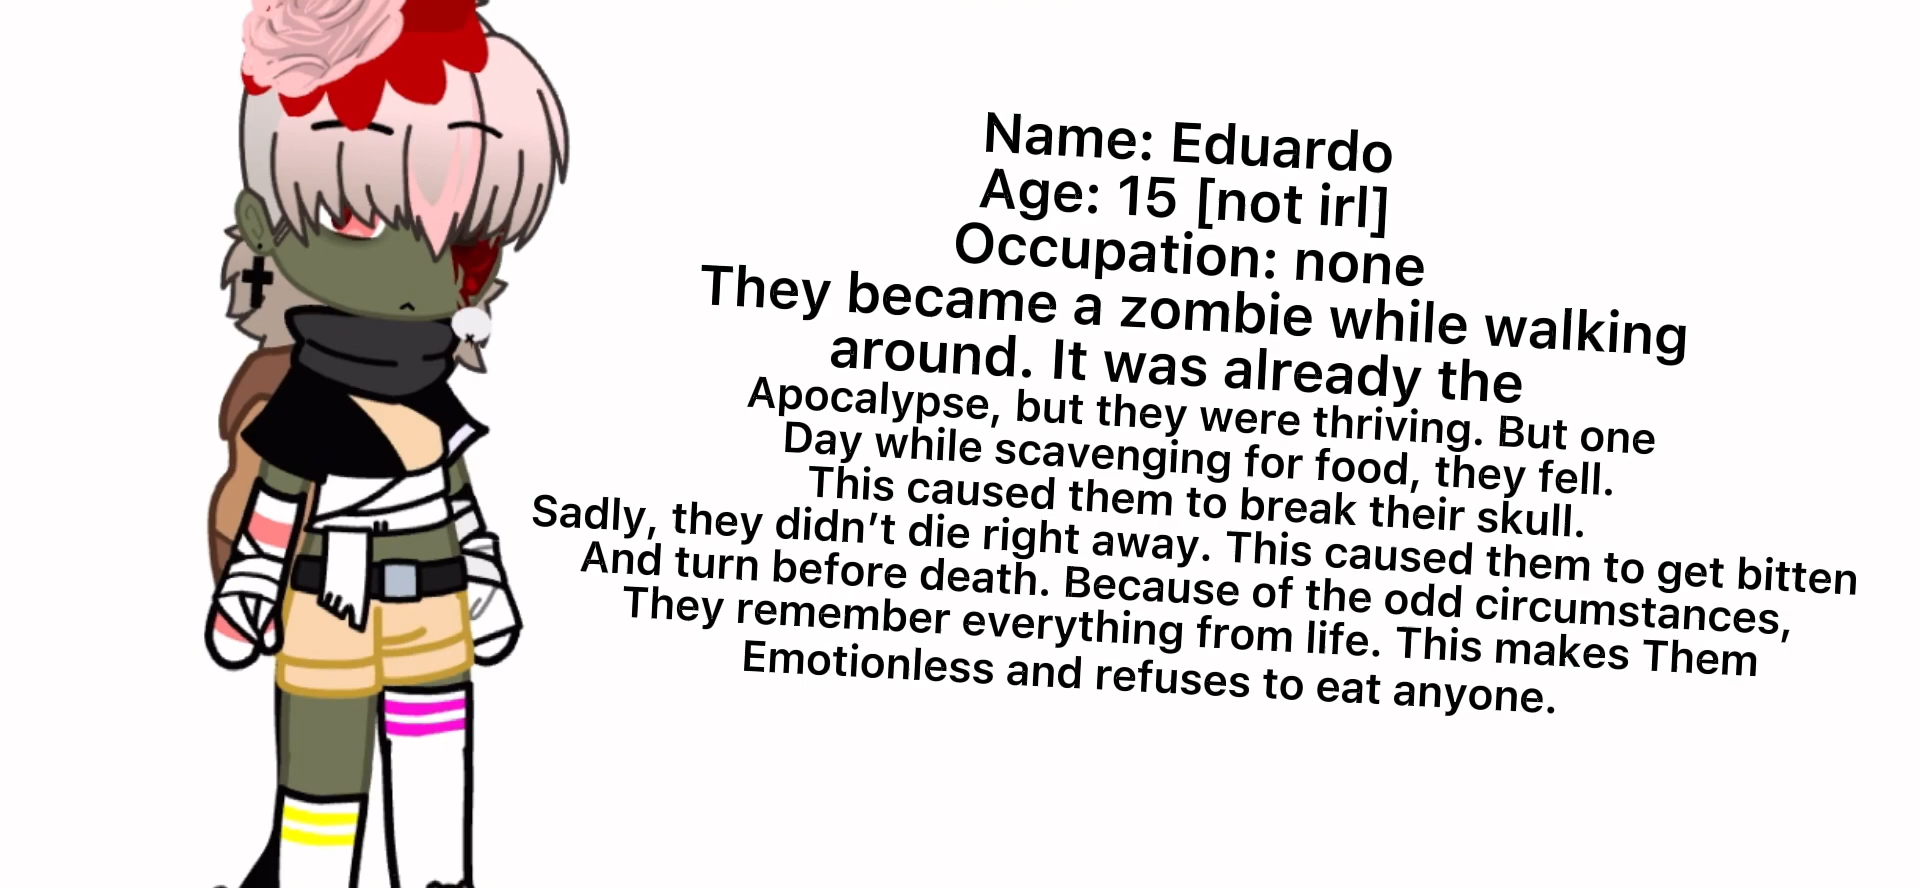 Name: Eduardo
Age: 15 [not irl]
Occupation: none
They became a zombie while walking
around. It was already the
Apocalypse, but they were thriving. But one
Day while scavenging for food, they fell.
This caused them to break their skull.
Sadly, they didn’t die right away. This caused them to get bitten
And turn before death. Because of the odd circumstances,
They remember everything from life. This makes Them
Emotionless and refuses to eat anyone.